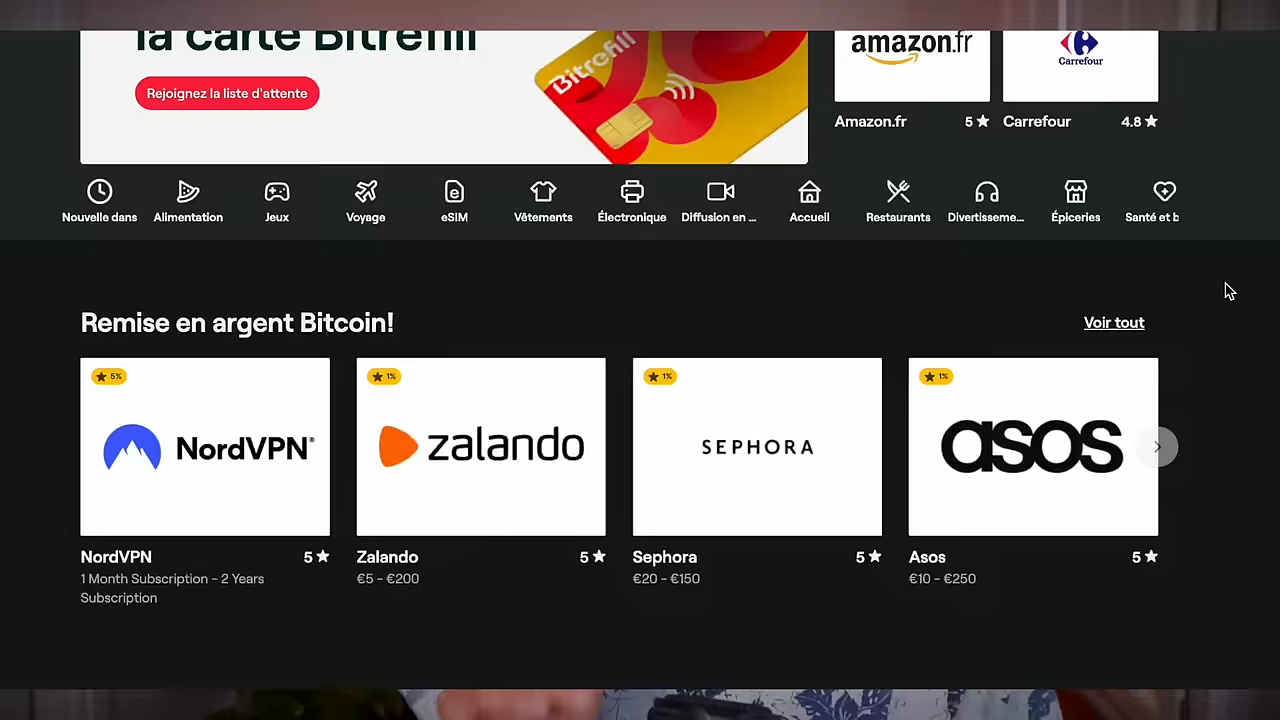 la carte Bitrefill
Rejoignez la liste d'attente
Bitrefill
amazon.fr
Carrefour
Amazon.fr 5
Carrefour 4.8
Nouvelle dans
Alimentation
Jeux
Voyage
eSIM
Vêtements
Électronique
Diffusion en ...
Accueil
Restaurants
Divertisseme...
Épiceries
Santé et b
Remise en argent Bitcoin!
Voir tout
5%
NordVPN®
1%
zalando
1%
SEPHORA
1%
asos
NordVPN 5
1 Month Subscription - 2 Years
Subscription
Zalando 5
€5 - €200
Sephora 5
€20 - €150
Asos 5
€10 - €250